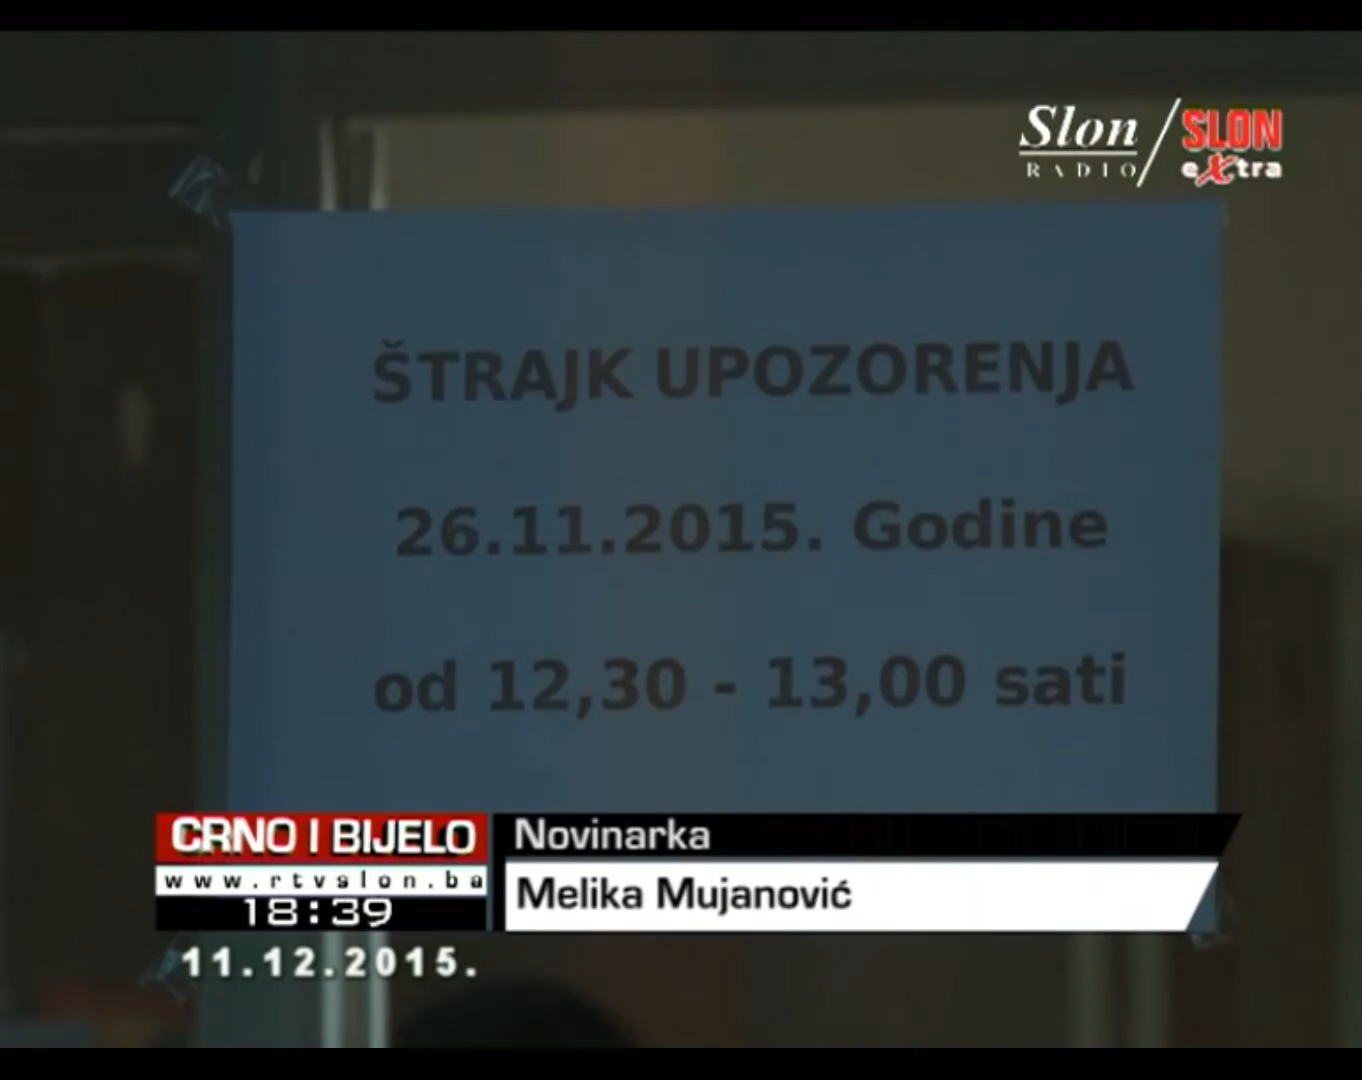 Slon / SLON
RADIO extra
ŠTRAJK UPOZORENJA
26.11.2015. Godine
od 12,30 - 13,00 sati
CRNO I BIJELO
Novinarka
www.rtvslon.ba
Melika Mujanović
18:39
11.12.2015.